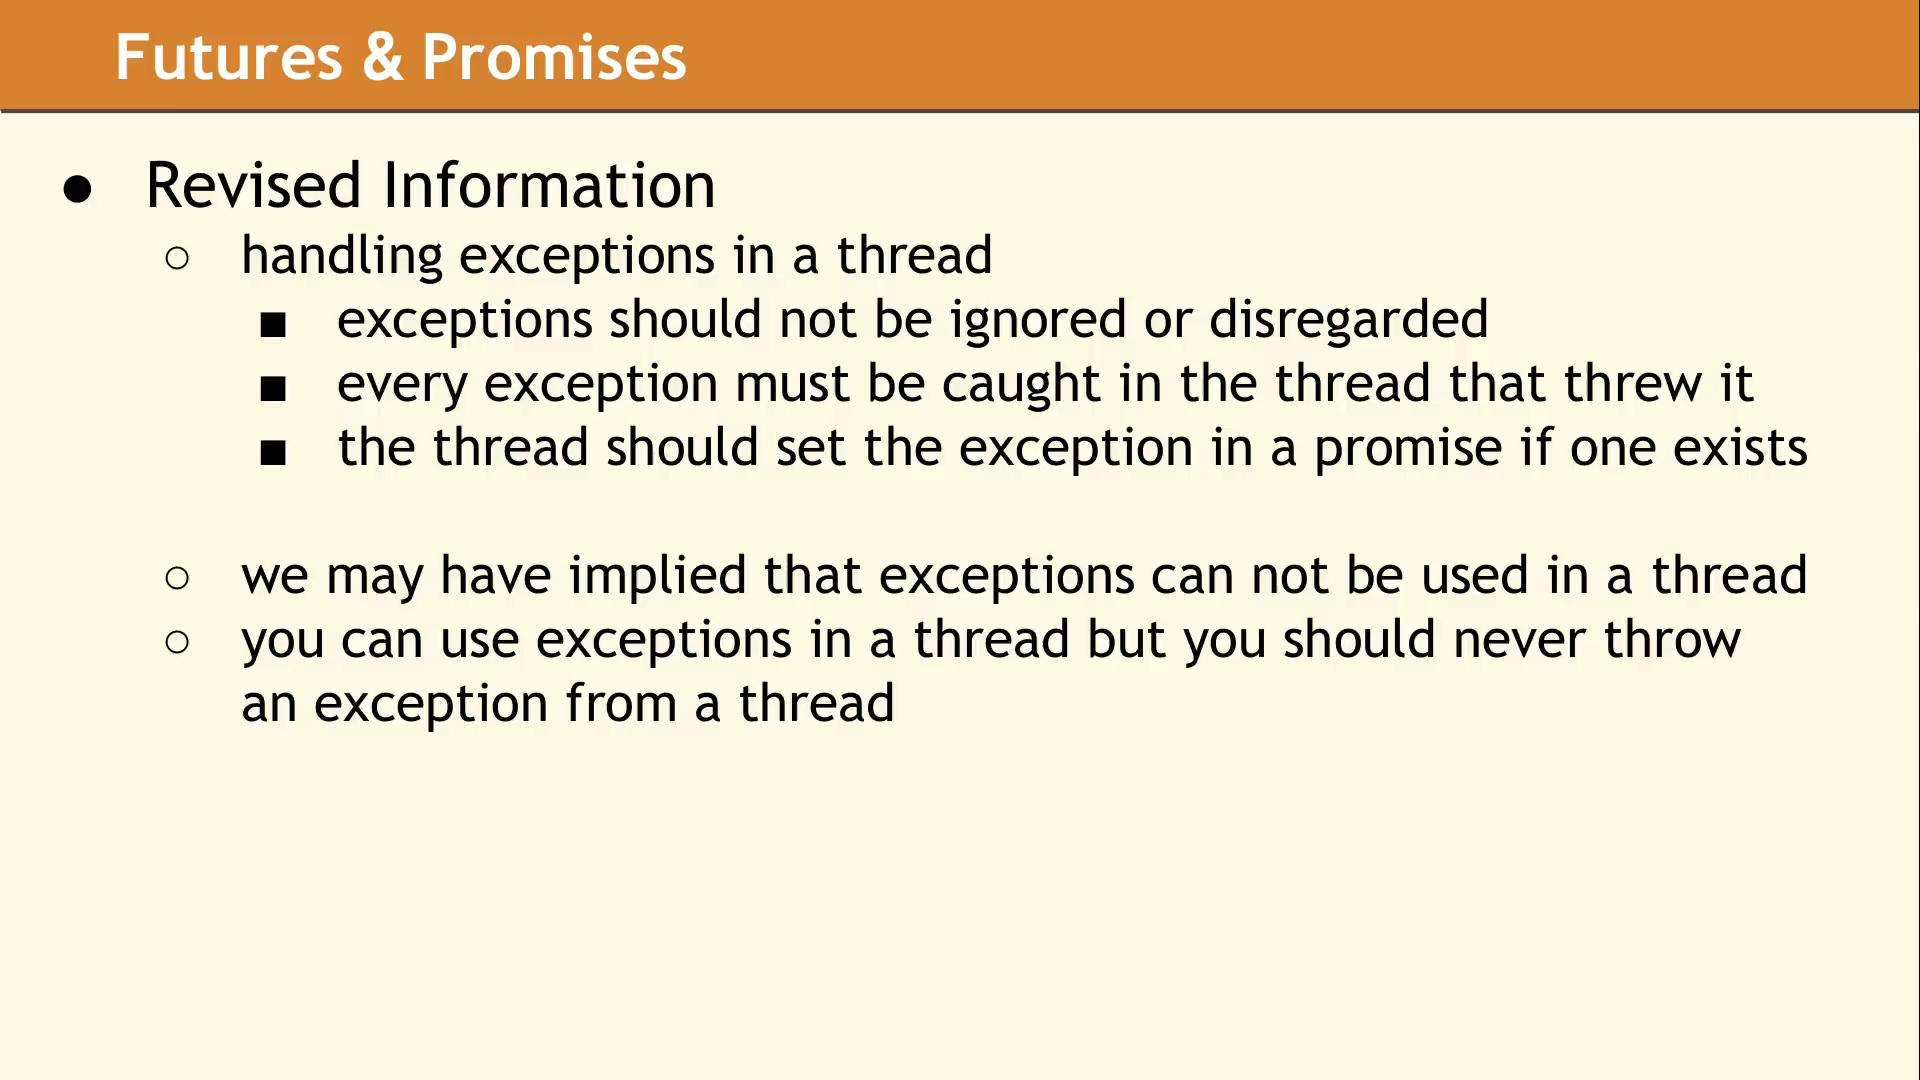 Futures & Promises
● Revised Information
○ handling exceptions in a thread
■ exceptions should not be ignored or disregarded
■ every exception must be caught in the thread that threw it
■ the thread should set the exception in a promise if one exists
○ we may have implied that exceptions can not be used in a thread
○ you can use exceptions in a thread but you should never throw
an exception from a thread